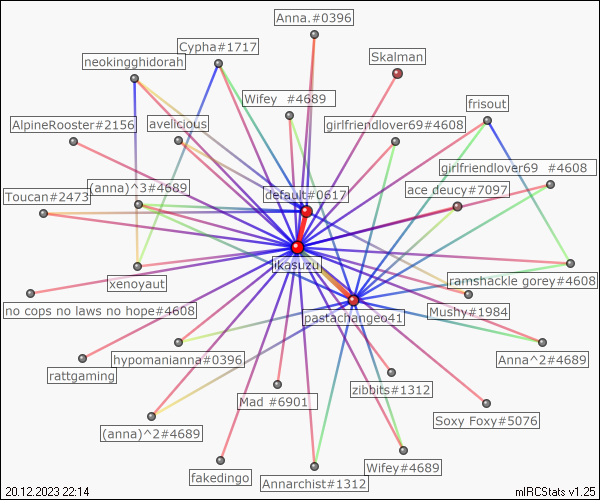 Anna.#0396
Cypha#1717
neokingghidorah
Skalman
Wifey  #4689
frisout
AlpineRooster#2156
avelicious
girlfriendlover69#4608
girlfriendlover69  #4608
Toucan#2473
(anna)^3#4689
default#0617
ace deucy#7097
ikasuzu
xenoyaut
ramshackle gorey#4608
no cops no laws no hope#4608
pastachangeo41
Mushy#1984
hypomanianna#0396
Anna^2#4689
rattgaming
zibbits#1312
Mad #6901
Soxy Foxy#5076
(anna)^2#4689
fakedingo
Annarchist#1312
Wifey#4689
20.12.2023 22:14
mIRCStats v1.25